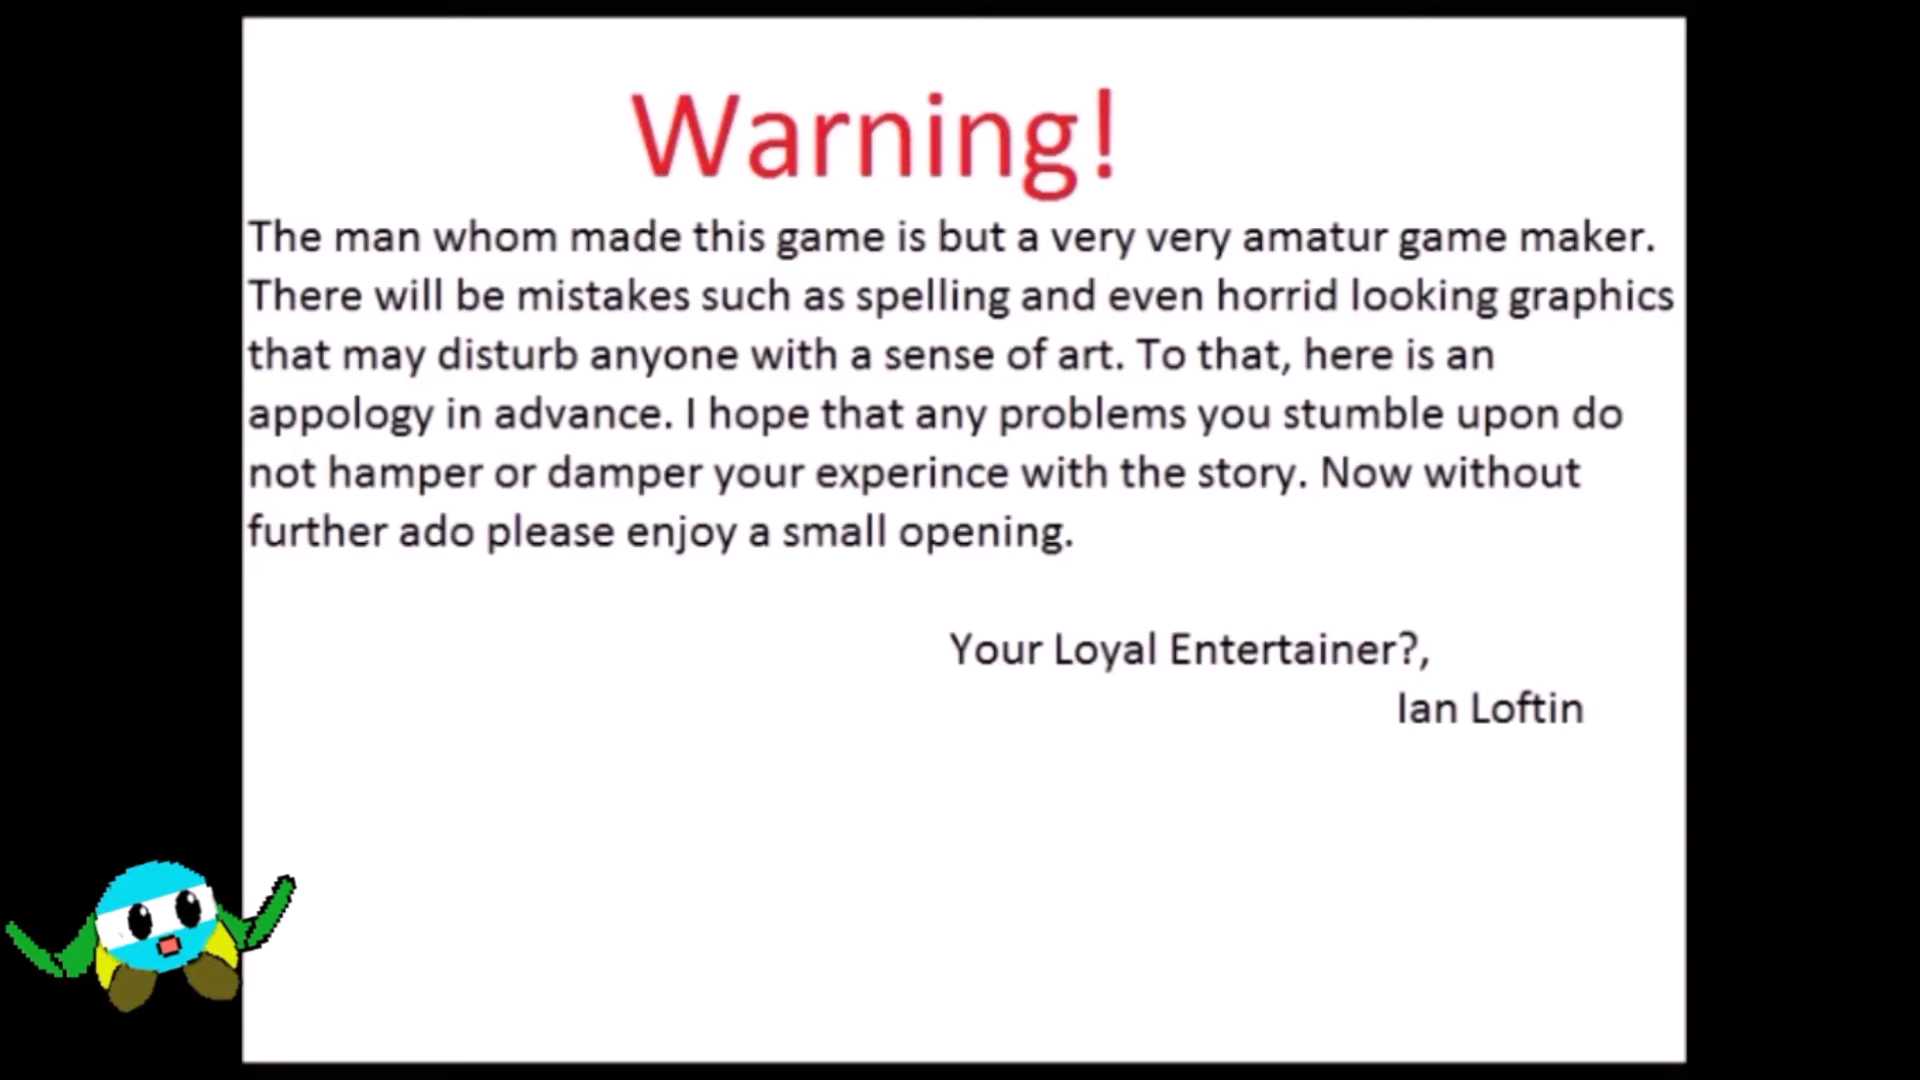 Warning!
The man whom made this game is but a very very amatur game maker.
There will be mistakes such as spelling and even horrid looking graphics
that may disturb anyone with a sense of art. To that, here is an
appology in advance. I hope that any problems you stumble upon do
not hamper or damper your experince with the story. Now without
further ado please enjoy a small opening.
Your Loyal Entertainer?,
Ian Loftin